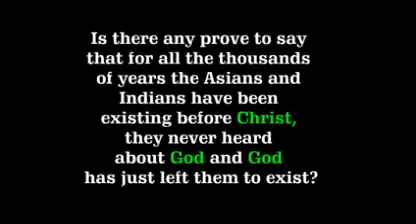 Is there any prove to say
that for all the thousands
of years the Asians and
Indians have been
existing before Christ,
they never heard
about God and God
has just left them to exist?